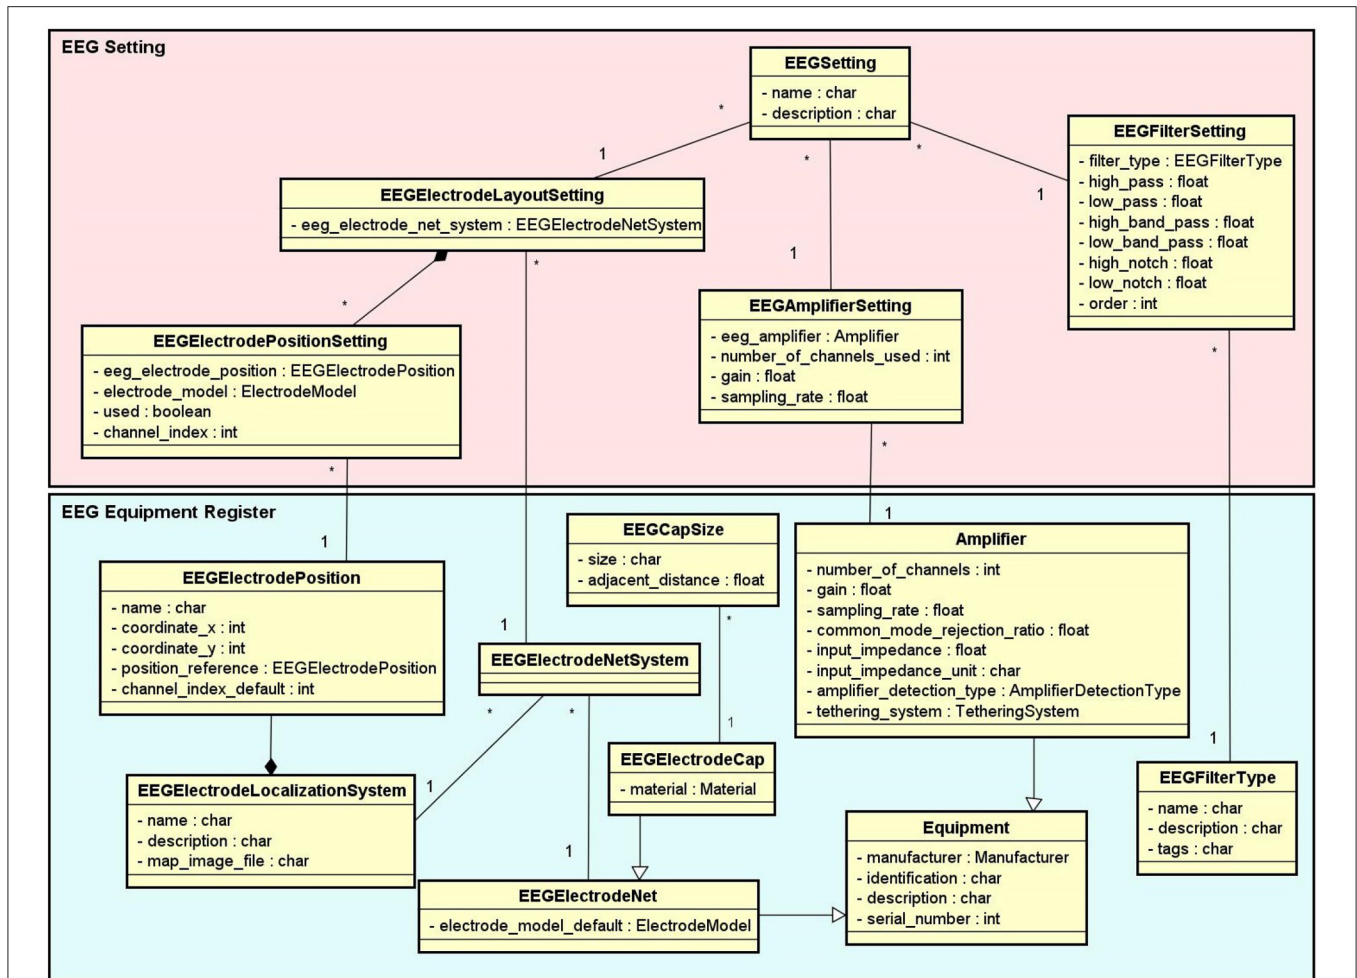 EEG Setting
EEGSetting
- name : char
- description : char
*
*
*
1
1
1
EEGFilterSetting
- filter_type : EEGFilterType
- high_pass : float
- low_pass : float
- high_band_pass : float
- low_band_pass : float
- high_notch : float
- low_notch : float
- order : int
*
EEGElectrodeLayoutSetting
- eeg_electrode_net_system : EEGElectrodeNetSystem
*
*
EEGAmplifierSetting
- eeg_amplifier : Amplifier
- number_of_channels_used : int
- gain : float
- sampling_rate : float
*
EEGElectrodePositionSetting
- eeg_electrode_position : EEGElectrodePosition
- electrode_model : ElectrodeModel
- used : boolean
- channel_index : int
*
EEG Equipment Register
1
1
1
1
EEGElectrodePosition
- name : char
- coordinate_x : int
- coordinate_y : int
- position_reference : EEGElectrodePosition
- channel_index_default : int
EEGCapSize
- size : char
- adjacent_distance : float
*
1
Amplifier
- number_of_channels : int
- gain : float
- sampling_rate : float
- common_mode_rejection_ratio : float
- input_impedance : float
- input_impedance_unit : char
- amplifier_detection_type : AmplifierDetectionType
- tethering_system : TetheringSystem
EEGElectrodeNetSystem
*
*
1
1
EEGElectrodeCap
- material : Material
EEGElectrodeLocalizationSystem
- name : char
- description : char
- map_image_file : char
EEGFilterType
- name : char
- description : char
- tags : char
Equipment
- manufacturer : Manufacturer
- identification : char
- description : char
- serial_number : int
EEGElectrodeNet
- electrode_model_default : ElectrodeModel